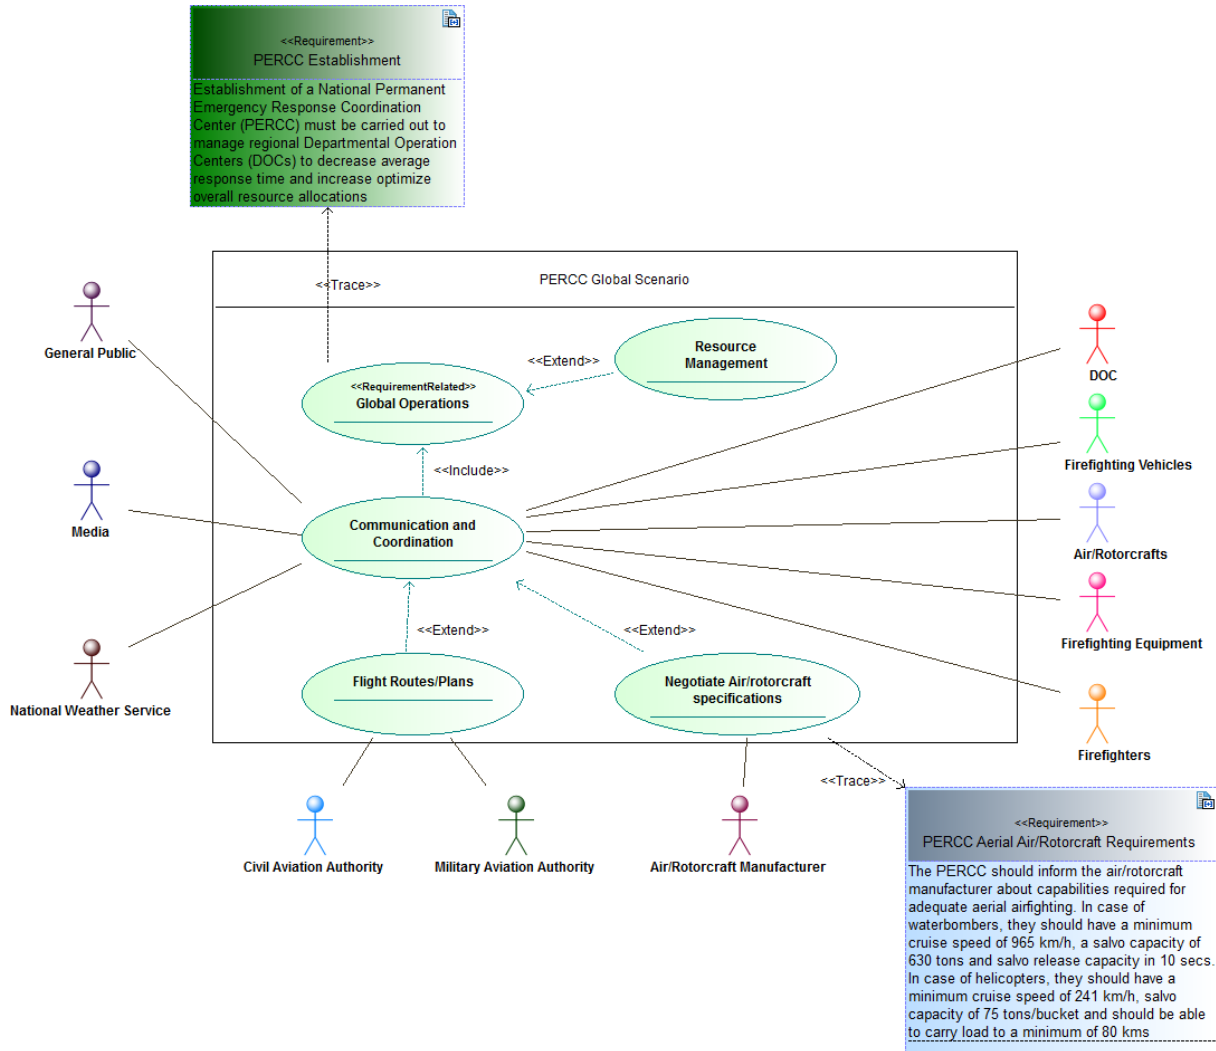 <<Requirement>>
PERCC Establishment
Establishment of a National Permanent
Emergency Response Coordination
Center (PERCC) must be carried out to
manage regional Departmental Operation
Centers (DOCs) to decrease average
response time and increase optimize
overall resource allocations
<<Trace>>
PERCC Global Scenario
General Public
Resource
Management
<<Extend>>
<<RequirementRelated>>
Global Operations
DOC
<<Include>>
Firefighting Vehicles
Media
Communication and
Coordination
Air/Rotorcrafts
<<Extend>>
<<Extend>>
Firefighting Equipment
National Weather Service
Flight Routes/Plans
Negotiate Air/rotorcraft
specifications
Firefighters
<<Trace>>
Civil Aviation Authority
Military Aviation Authority
Air/Rotorcraft Manufacturer
<<Requirement>>
PERCC Aerial Air/Rotorcraft Requirements
The PERCC should inform the air/rotorcraft
manufacturer about capabilities required for
adequate aerial airfighting. In case of
waterbombers, they should have a minimum
cruise speed of 965 km/h, a salvo capacity of
630 tons and salvo release capacity in 10 secs.
In case of helicopters, they should have a
minimum cruise speed of 241 km/h, salvo
capacity of 75 tons/bucket and should be able
to carry load to a minimum of 80 kms